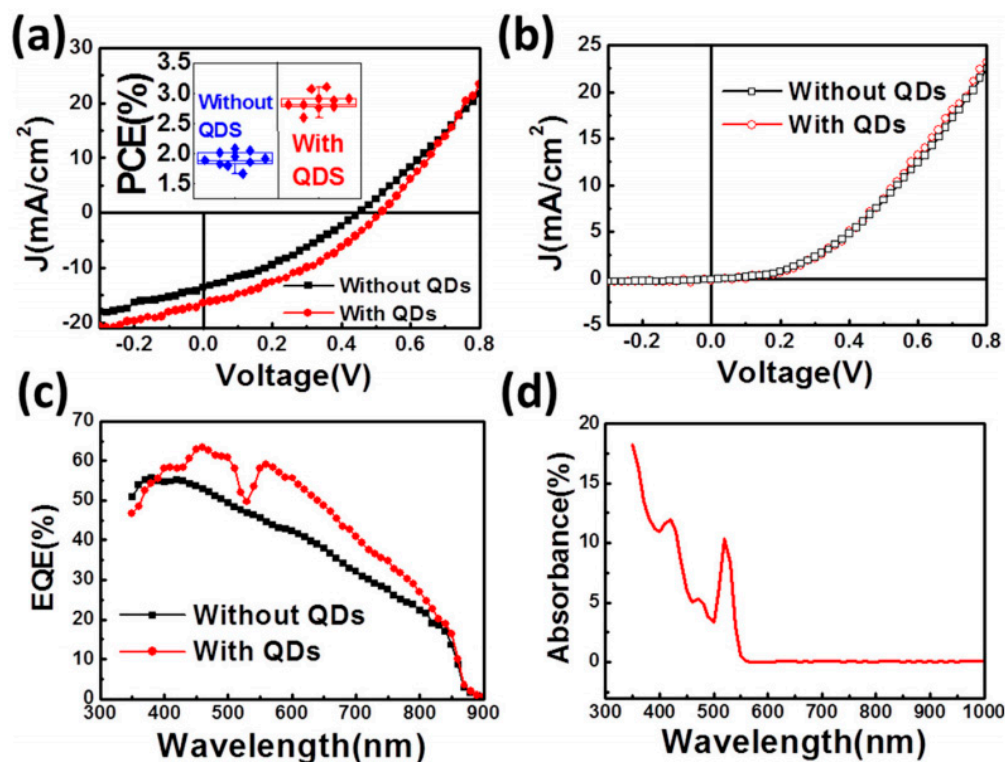 (a)
30
20
10
0
-10
-20
J(mA/cm²)
-0.2 0.0 0.2 0.4 0.6 0.8
Voltage(V)
3.5
3.0
2.5
2.0
1.5
PCE(%)
Without
QDS
With
QDS
Without QDs
With QDs
(b)
25
20
15
10
5
0
-5
J(mA/cm²)
-0.2 0.0 0.2 0.4 0.6 0.8
Voltage(V)
Without QDs
With QDs
(c)
70
60
50
40
30
20
10
0
EQE(%)
300 400 500 600 700 800 900
Wavelength(nm)
Without QDs
With QDs
(d)
20
15
10
5
0
Absorbance(%)
300 400 500 600 700 800 900 1000
Wavelength(nm)